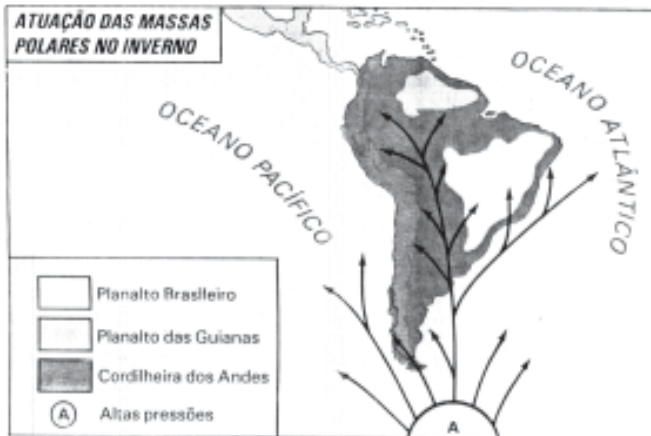 ATUAÇÃO DAS MASSAS
POLARES NO INVERNO
OCEANO PACÍFICO
OCEANO ATLÂNTICO
Planalto Brasileiro
Planalto das Guianas
Cordilheira dos Andes
A Altas pressões
A